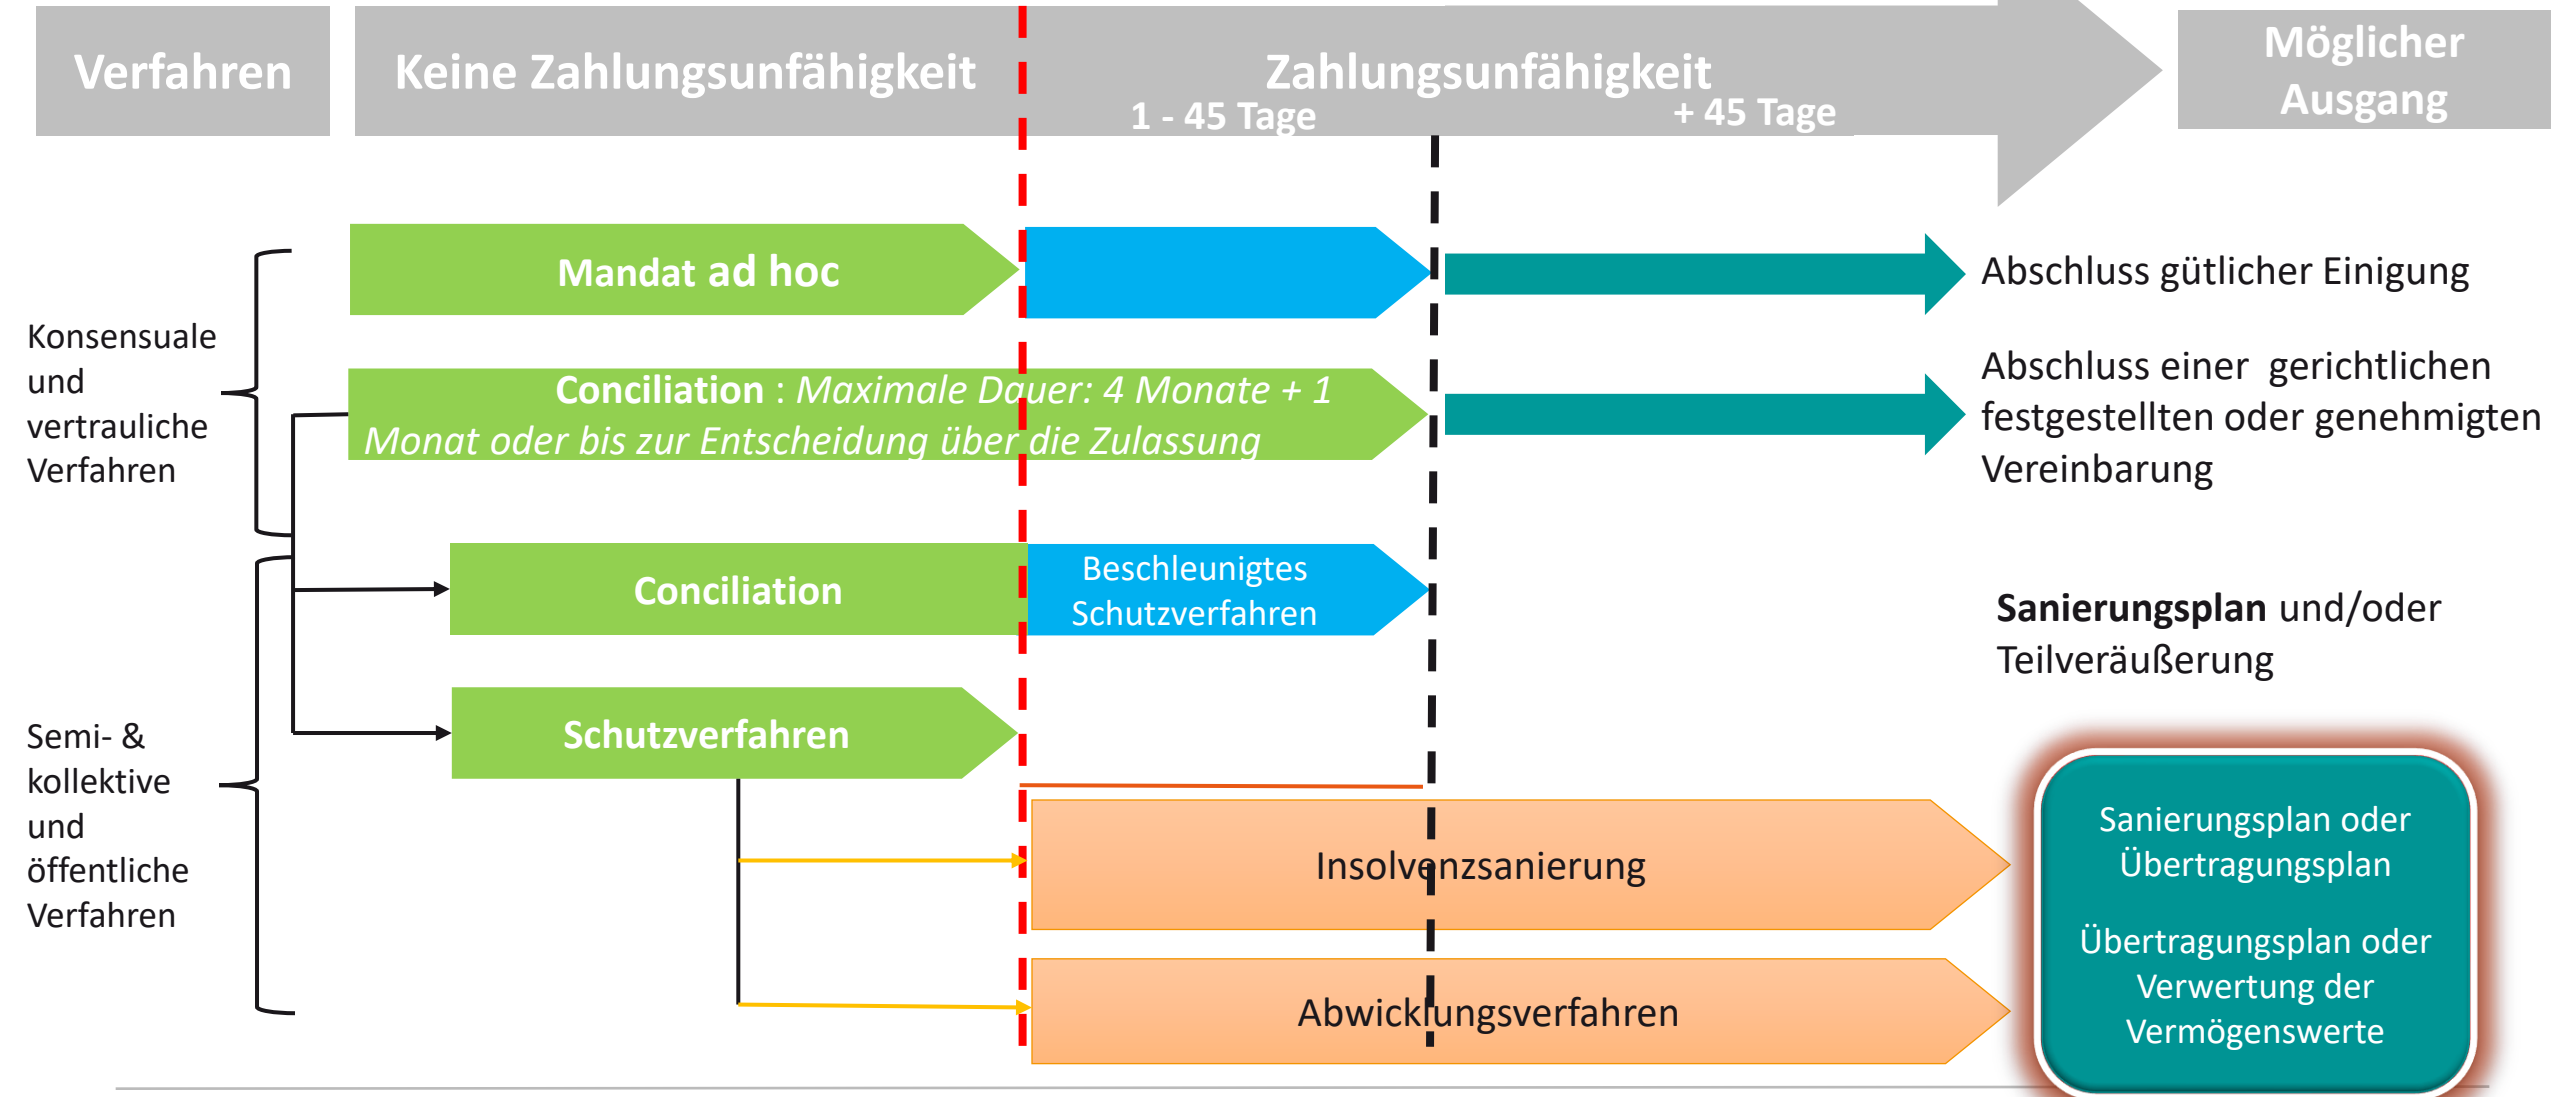 Verfahren
Keine Zahlungsunfähigkeit
Zahlungsunfähigkeit
1 - 45 Tage
+ 45 Tage
Möglicher
Ausgang
Konsensuale
und
vertrauliche
Verfahren
Mandat ad hoc
Abschluss gütlicher Einigung
Conciliation : Maximale Dauer: 4 Monate + 1
Monat oder bis zur Entscheidung über die Zulassung
Abschluss einer  gerichtlichen
festgestellten oder genehmigten
Vereinbarung
Conciliation
Beschleunigtes
Schutzverfahren
Sanierungsplan und/oder
Teilveräußerung
Semi- &
kollektive
und
öffentliche
Verfahren
Schutzverfahren
Insolvenzsanierung
Abwicklungsverfahren
Sanierungsplan oder
Übertragungsplan
Übertragungsplan oder
Verwertung der
Vermögenswerte